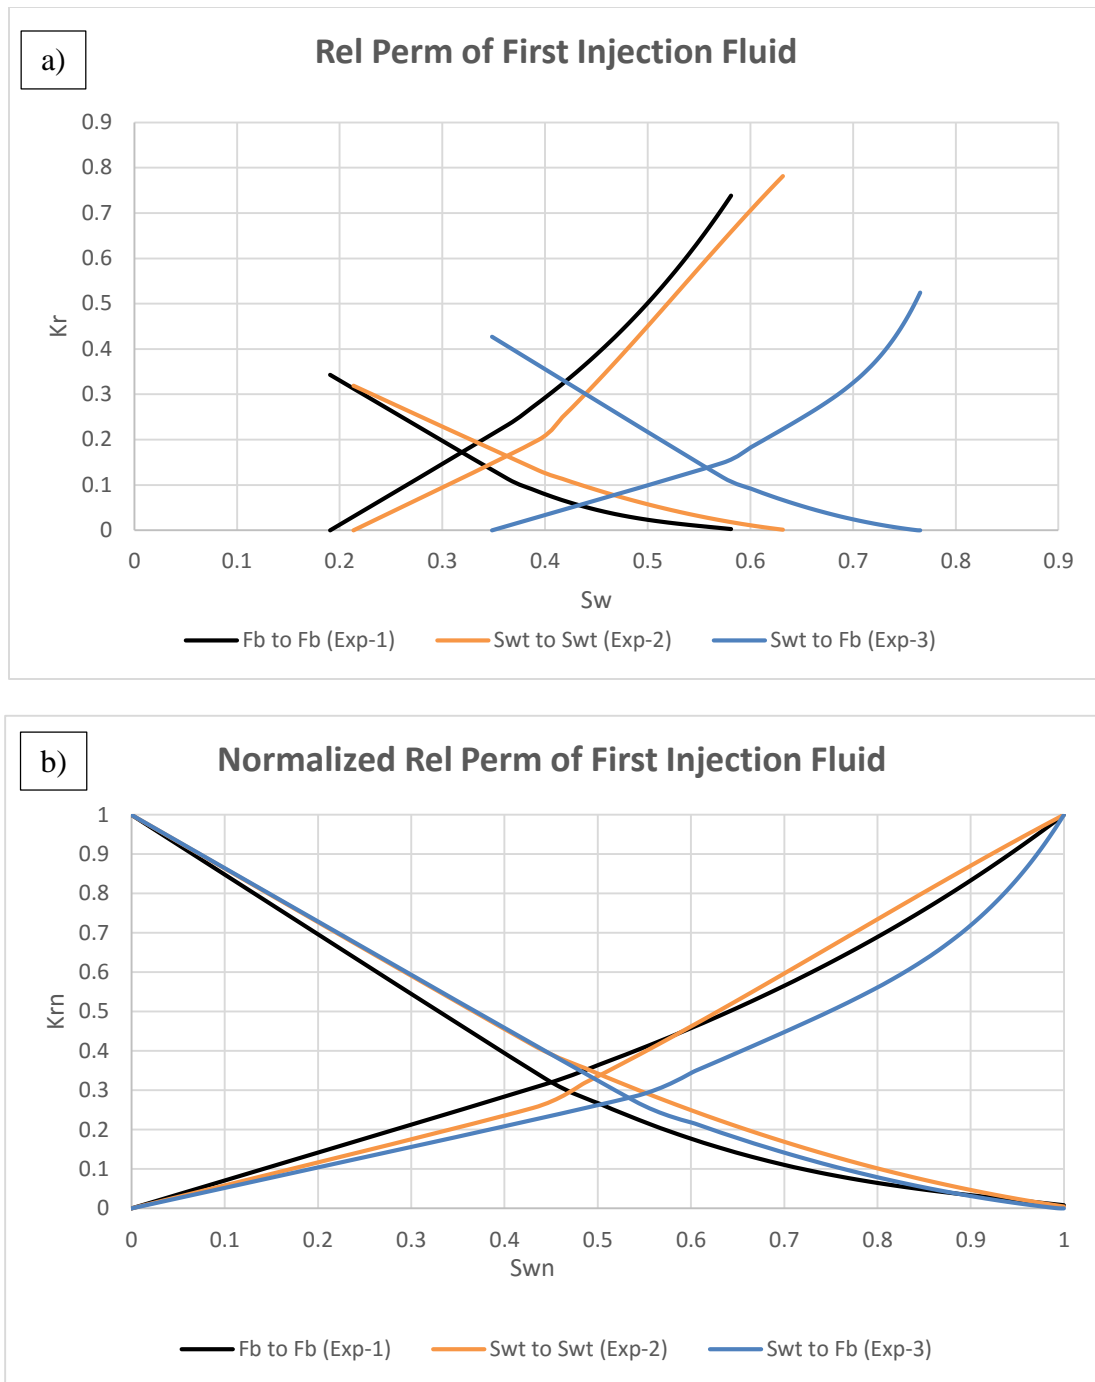 a)
Rel Perm of First Injection Fluid
0.9
0.8
0.7
0.6
0.5
0.4
0.3
0.2
0.1
0
Kr
0 0.1 0.2 0.3 0.4 0.5 0.6 0.7 0.8 0.9
Sw
Fb to Fb (Exp-1) Swt to Swt (Exp-2) Swt to Fb (Exp-3)
b)
Normalized Rel Perm of First Injection Fluid
1
0.9
0.8
0.7
0.6
0.5
0.4
0.3
0.2
0.1
0
Krn
0 0.1 0.2 0.3 0.4 0.5 0.6 0.7 0.8 0.9 1
Swn
Fb to Fb (Exp-1) Swt to Swt (Exp-2) Swt to Fb (Exp-3)